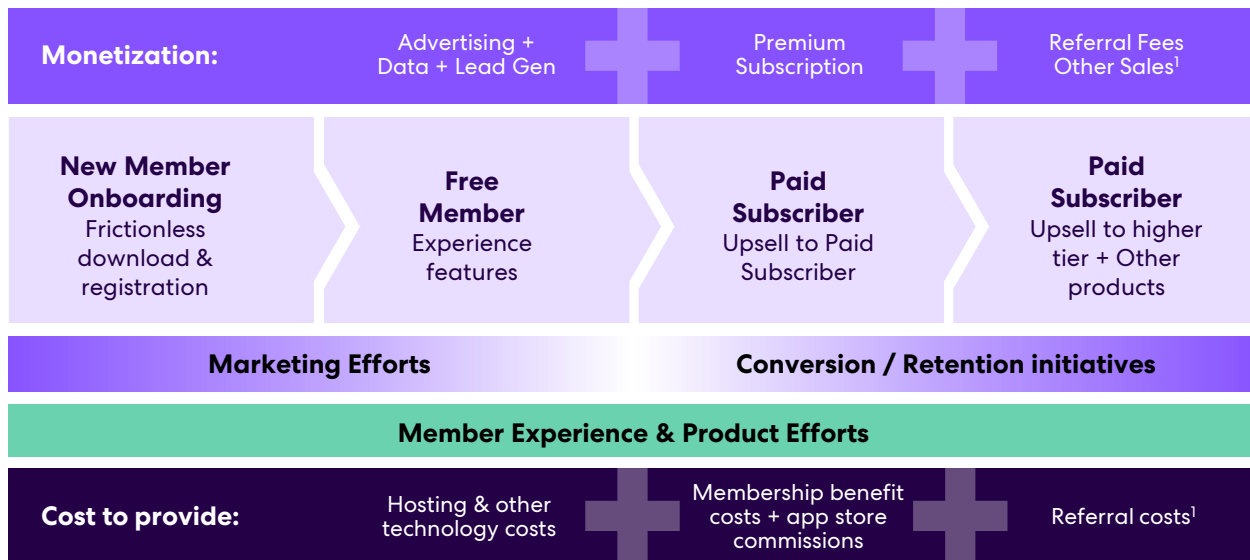 Monetization:
Advertising +
Data + Lead Gen
Premium
Subscription
Referral Fees
Other Sales¹
New Member
Onboarding
Frictionless
download &
registration
Free
Member
Experience
features
Paid
Subscriber
Upsell to Paid
Subscriber
Paid
Subscriber
Upsell to higher
tier + Other
products
Marketing Efforts
Conversion / Retention initiatives
Member Experience & Product Efforts
Cost to provide:
Hosting & other
technology costs
Membership benefit
costs + app store
commissions
Referral costs¹